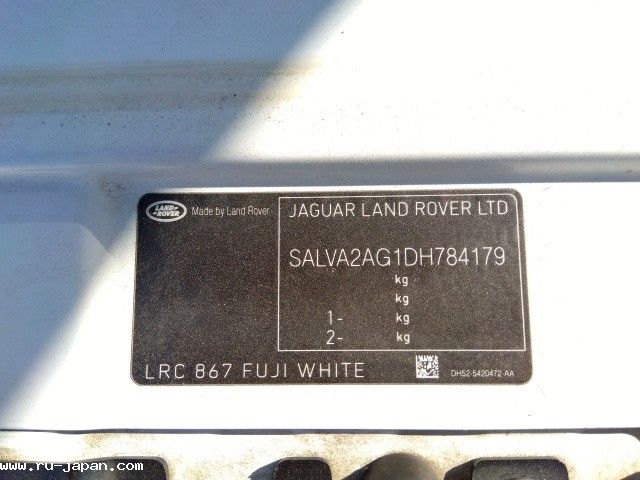 LAND ROVER
Made by Land Rover
JAGUAR LAND ROVER LTD
SALVA2AG1DH784179
kg
kg
1- kg
2- kg
LRC 867 FUJI WHITE
DH52-5420472-AA
www.ru-japan.com